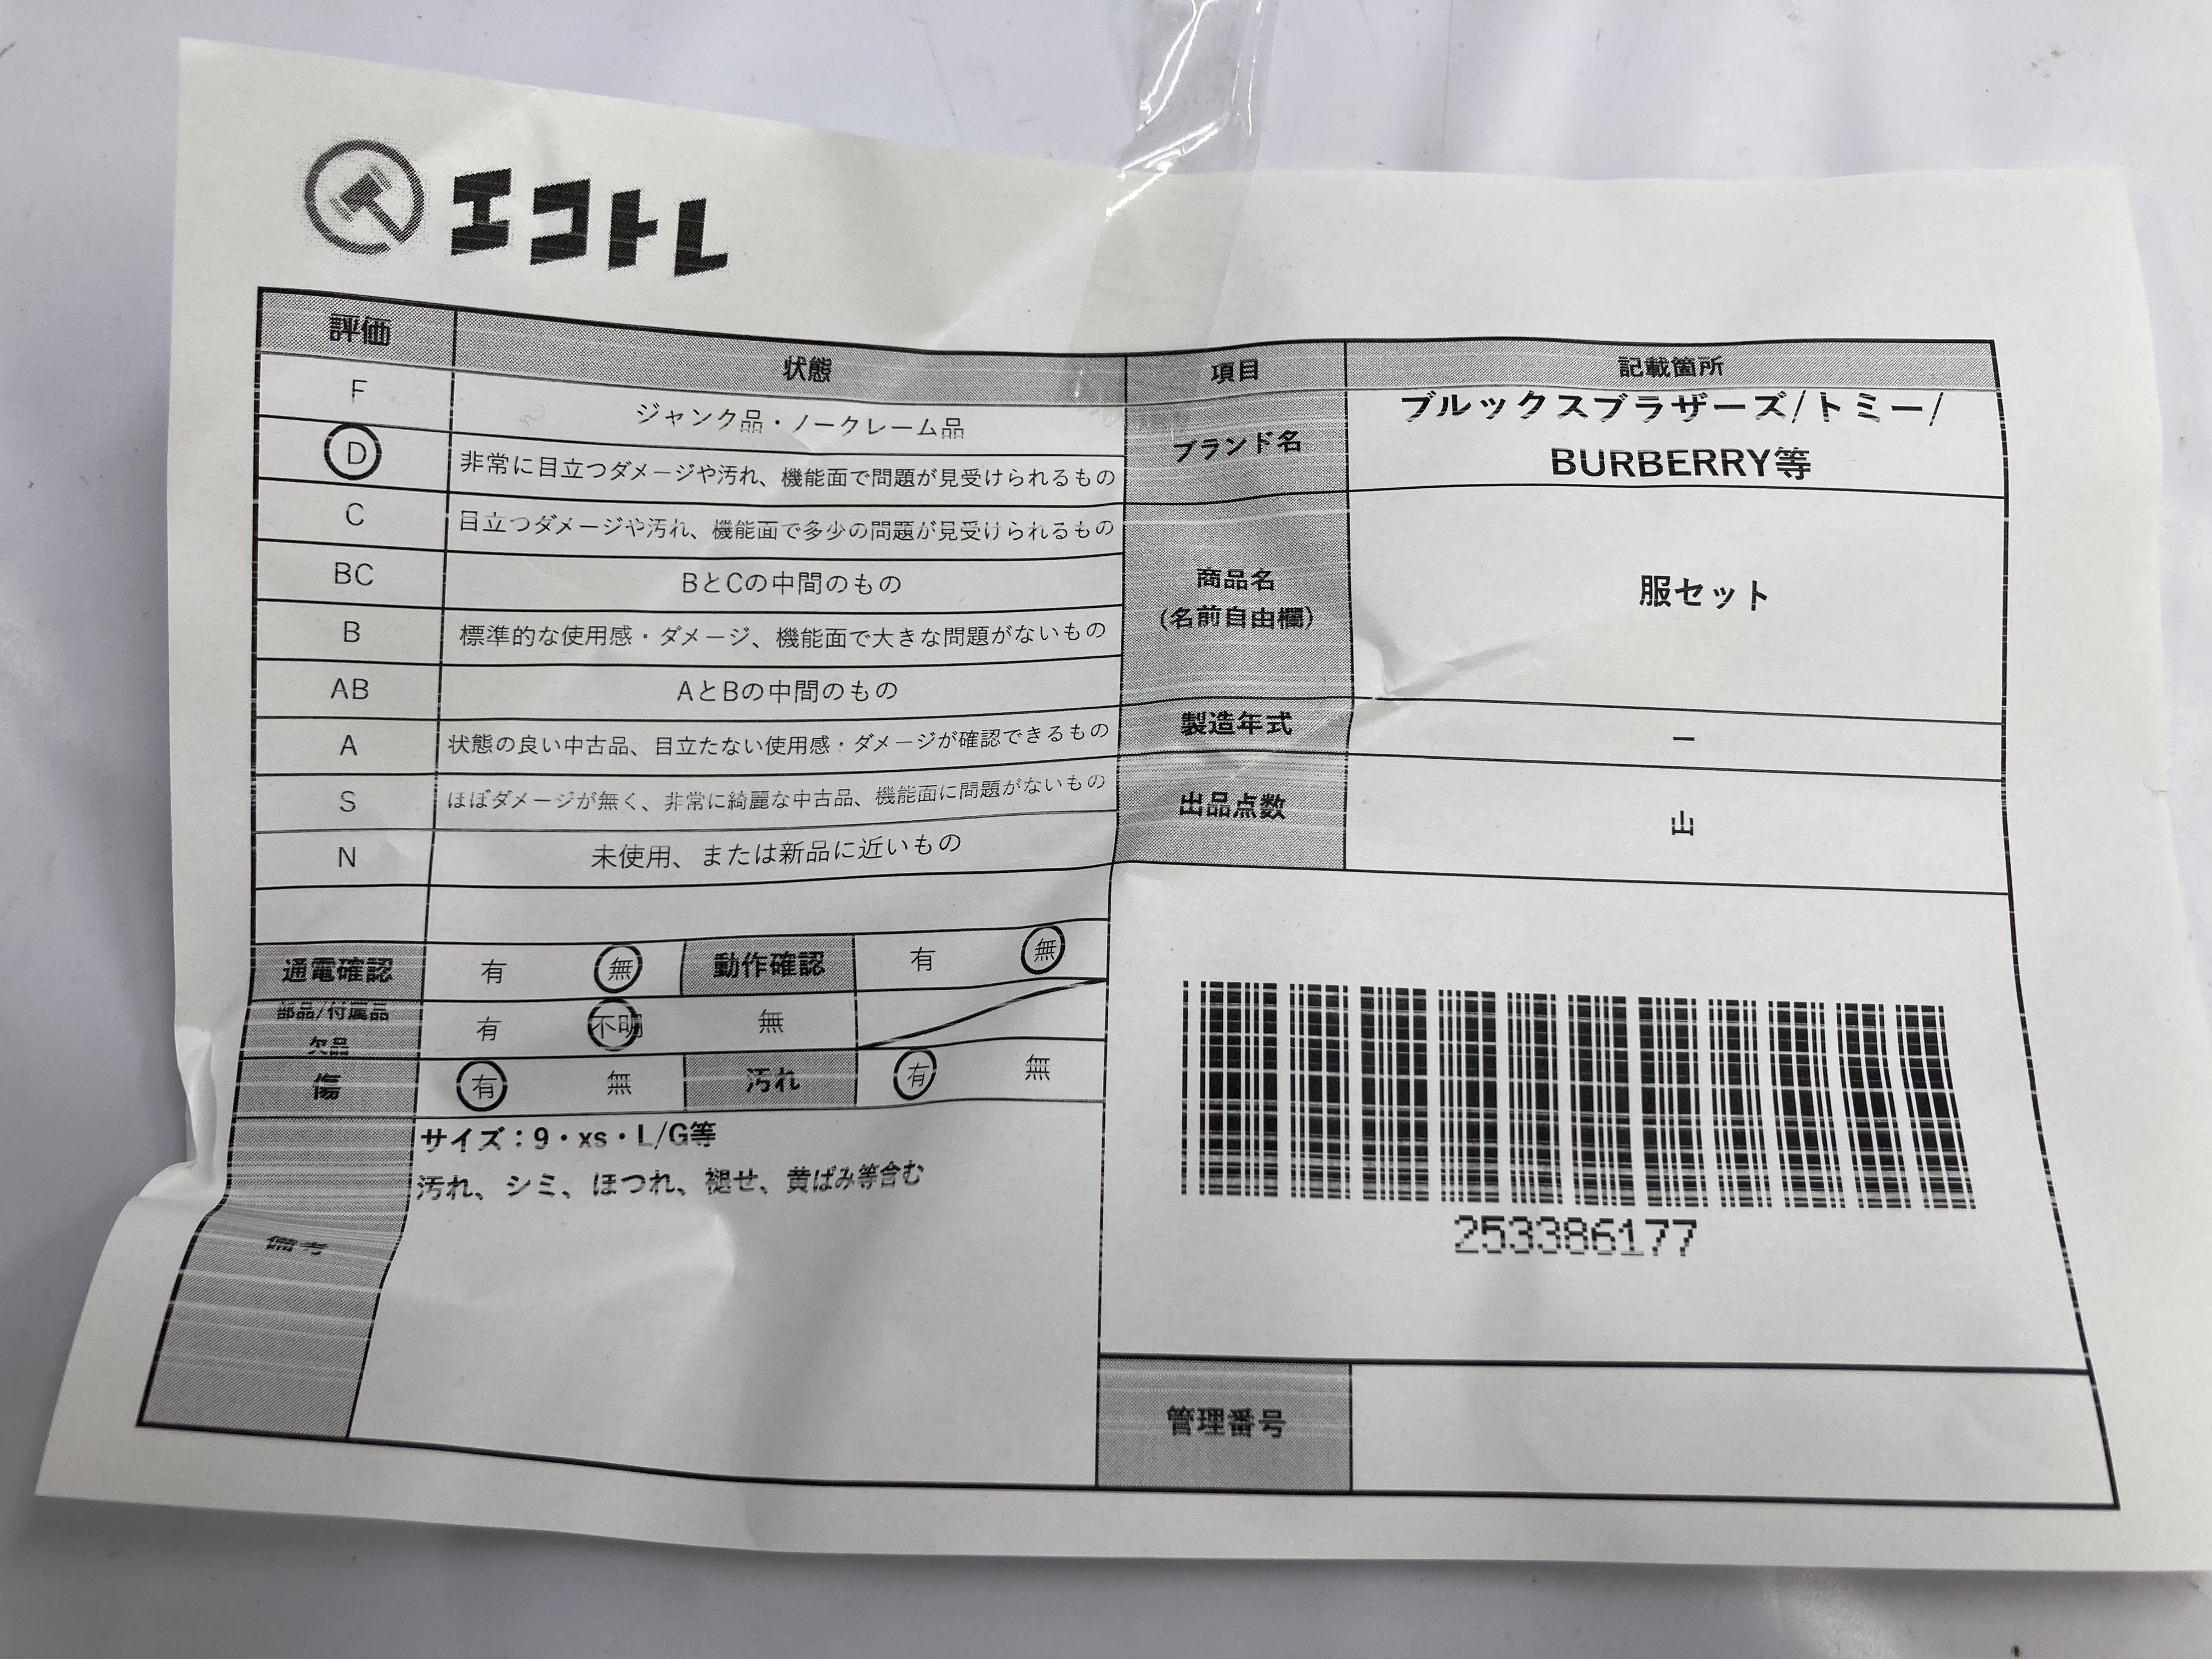 エコトレ
評価 状態
F ジャンク品・ノークレーム品
D 非常に目立つダメージや汚れ、機能面で問題が見受けられるもの
C 目立つダメージや汚れ、機能面で多少の問題が見受けられるもの
BC BとCの中間のもの
B 標準的な使用感・ダメージ、機能面で大きな問題がないもの
AB AとBの中間のもの
A 状態の良い中古品、目立たない使用感・ダメージが確認できるもの
S ほぼダメージが無く、非常に綺麗な中古品、機能面に問題がないもの
N 未使用、または新品に近いもの
通電確認 有 無 動作確認 有 無
部品/付属品
欠品 有 不明 無
傷 有 無 汚れ 有 無
備考
サイズ：9・xs・L/G等
汚れ、シミ、ほつれ、褪せ、黄ばみ等含む
項目 記載箇所
ブランド名
ブルックスブラザーズ/トミー/
BURBERRY等
商品名
(名前自由欄)
服セット
製造年式 ー
出品点数 山
253386177
管理番号